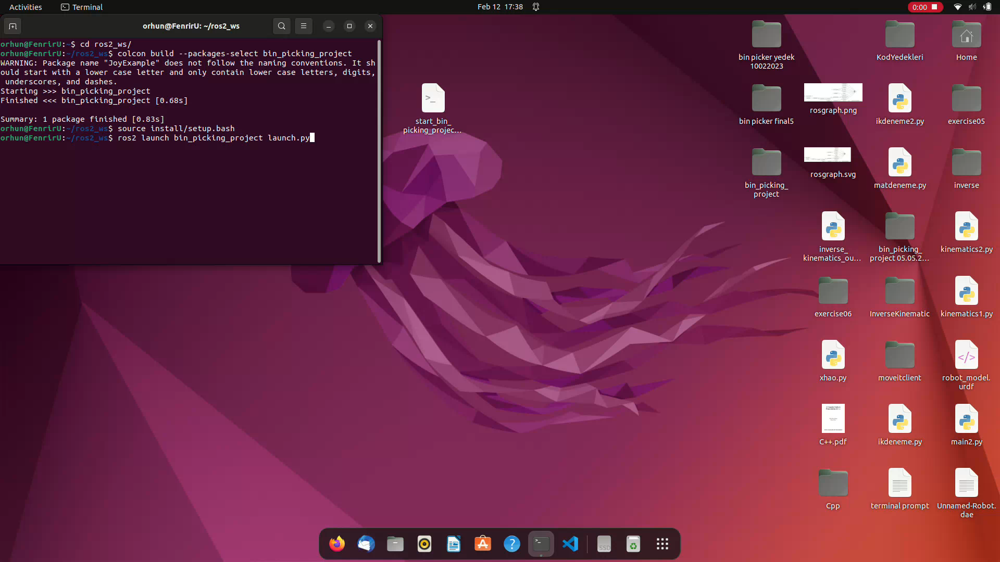 Activities
Terminal
Feb 12 17:38
0:00
orhun@FenrirU: ~/ros2_ws
orhun@FenrirU:~$ cd ros2_ws/
orhun@FenrirU:~/ros2_ws$ colcon build --packages-select bin_picking_project
WARNING: Package name "JoyExample" does not follow the naming conventions. It sh
ould start with a lower case letter and only contain lower case letters, digits,
underscores, and dashes.
Starting >>> bin_picking_project
Finished <<< bin_picking_project [0.68s]
Summary: 1 package finished [0.83s]
orhun@FenrirU:~/ros2_ws$ source install/setup.bash
orhun@FenrirU:~/ros2_ws$ ros2 launch bin_picking_project launch.py
start_bin_
picking_projec...
bin picker yedek
10022023
KodYedekleri
Home
bin picker final5
rosgraph.png
ikdeneme2.py
exercise05
bin_picking_
project
rosgraph.svg
matdeneme.py
inverse
inverse_
kinematics_ou...
bin_picking_
project 05.05.2...
kinematics2.py
exercise06
InverseKinematic
kinematics1.py
xhao.py
moveitclient
robot_model.
urdf
C++.pdf
ikdeneme.py
main2.py
Cpp
terminal prompt
Unnamed-Robot.
dae
SSD